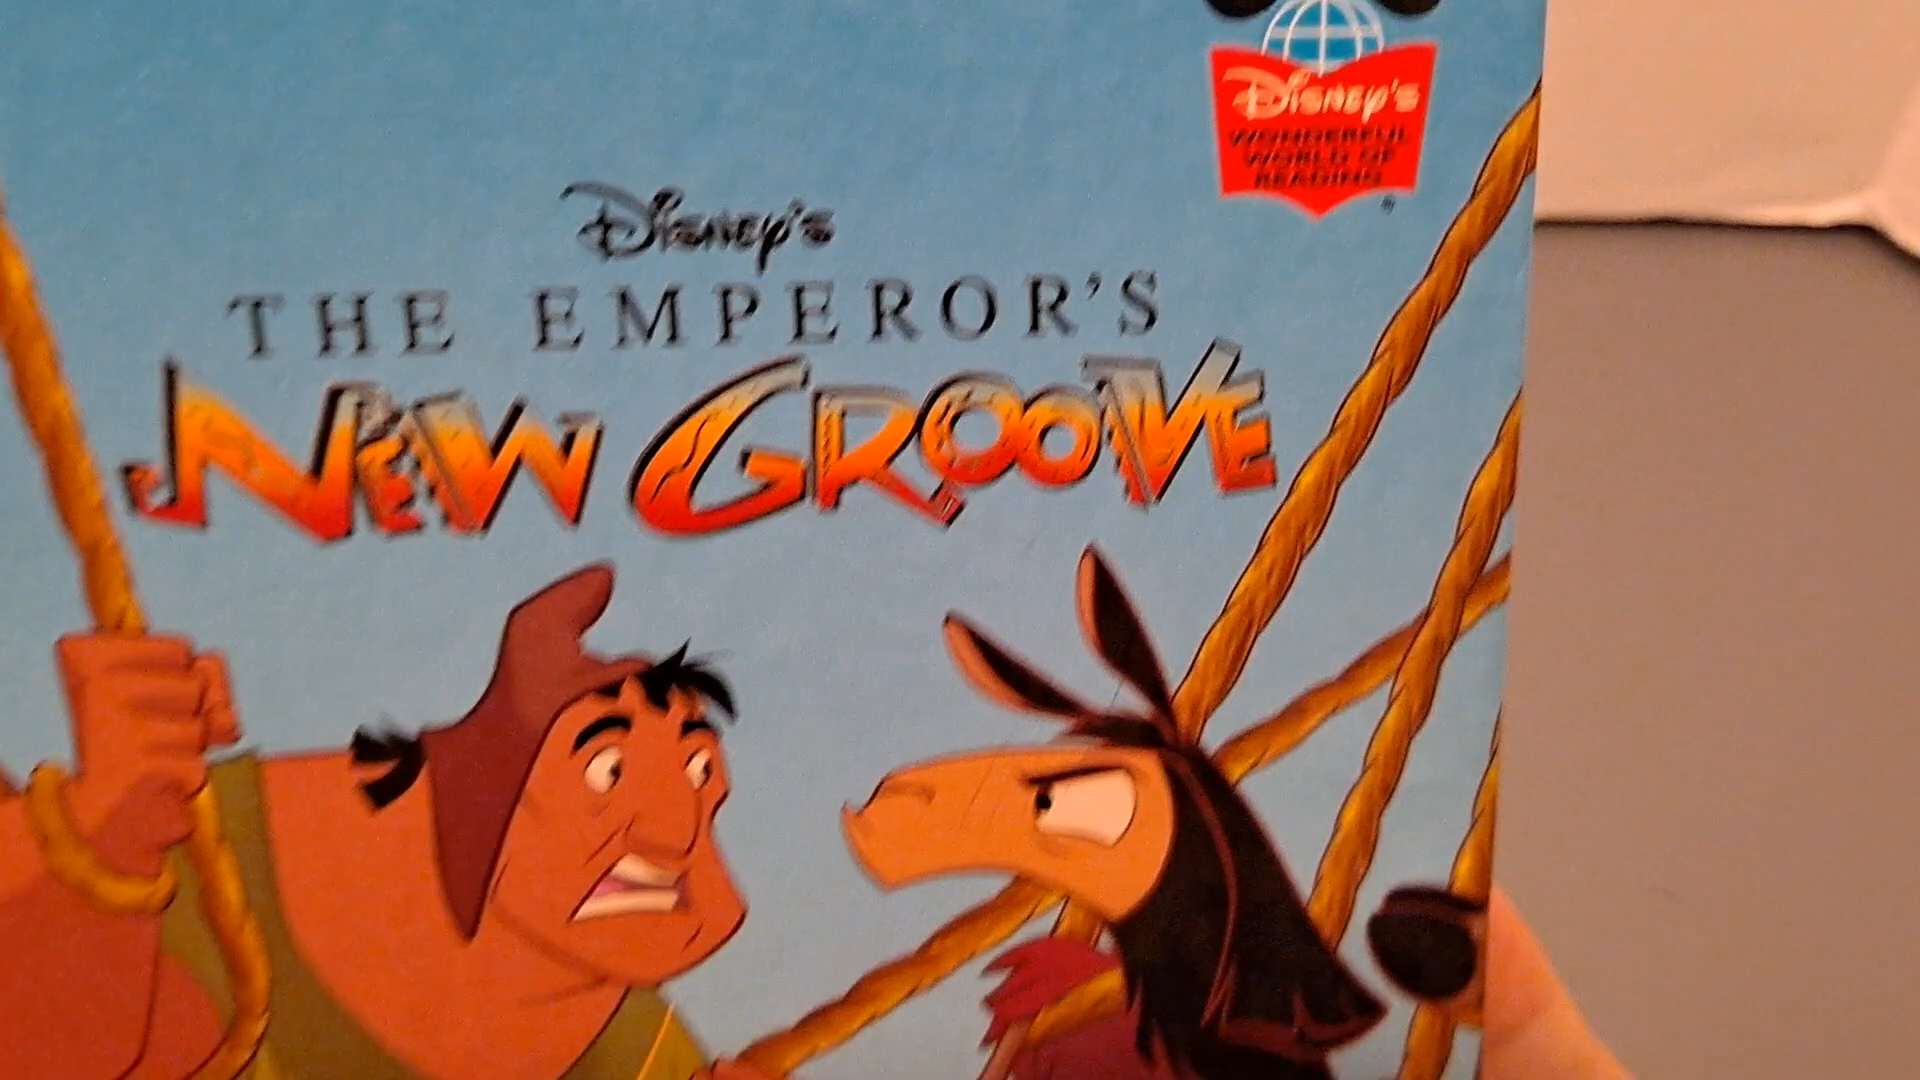 Disney's
WONDERFUL
WORLD OF
READING
®
Disney's
THE EMPEROR'S
NEW GROOVE